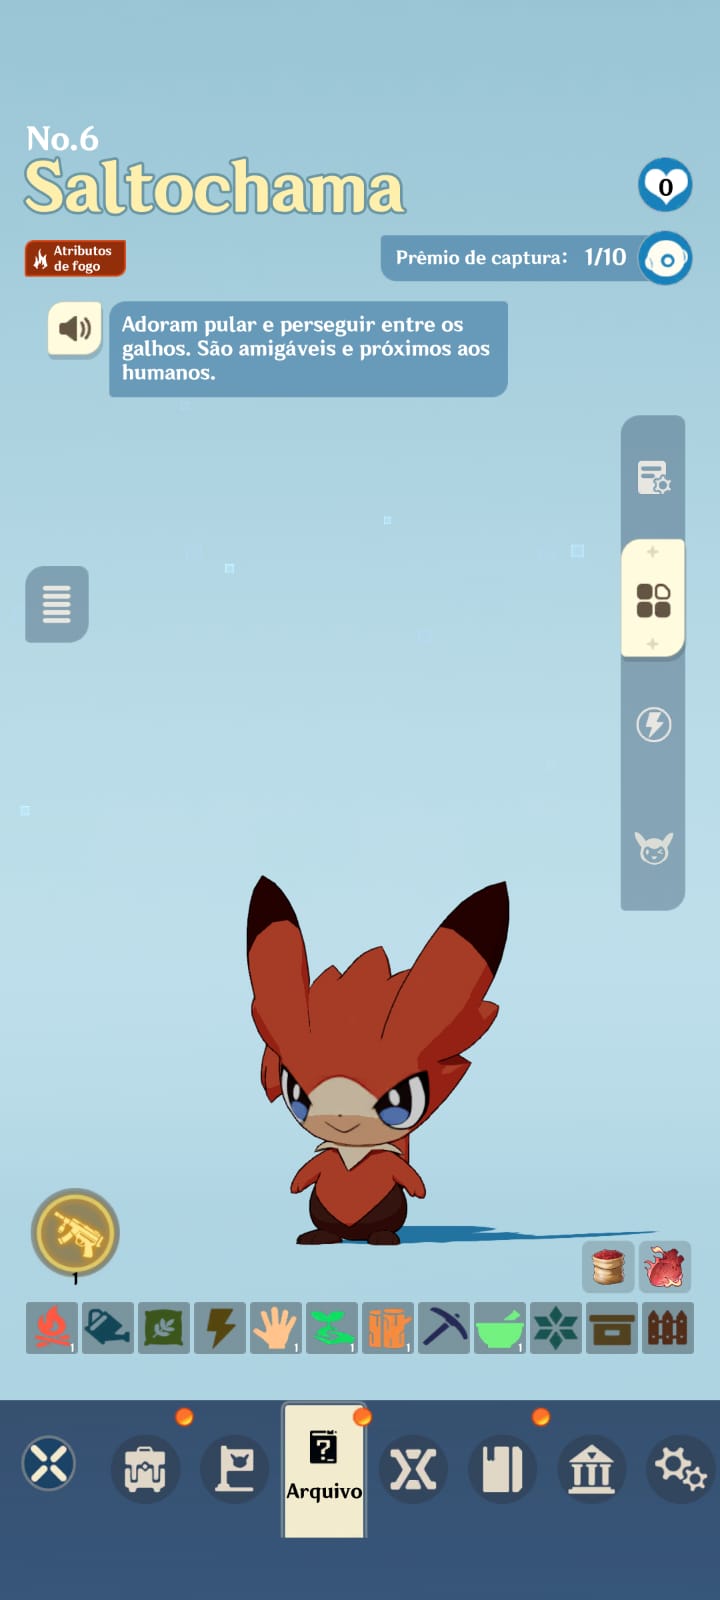 No.6
Saltochama
0
Atributos
de fogo
Prêmio de captura: 1/10
Adoram pular e perseguir entre os
galhos. São amigáveis e próximos aos
humanos.
1
1
1
1
1
1
Arquivo